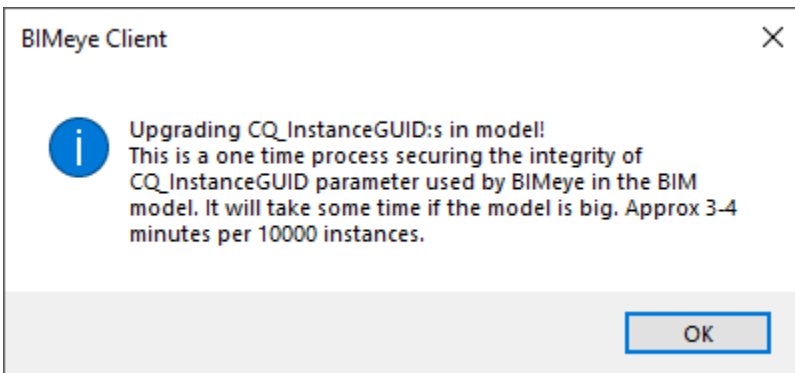 BIMeye Client
Upgrading CQ_InstanceGUID:s in model!
This is a one time process securing the integrity of
CQ_InstanceGUID parameter used by BIMeye in the BIM
model. It will take some time if the model is big. Approx 3-4
minutes per 10000 instances.
OK